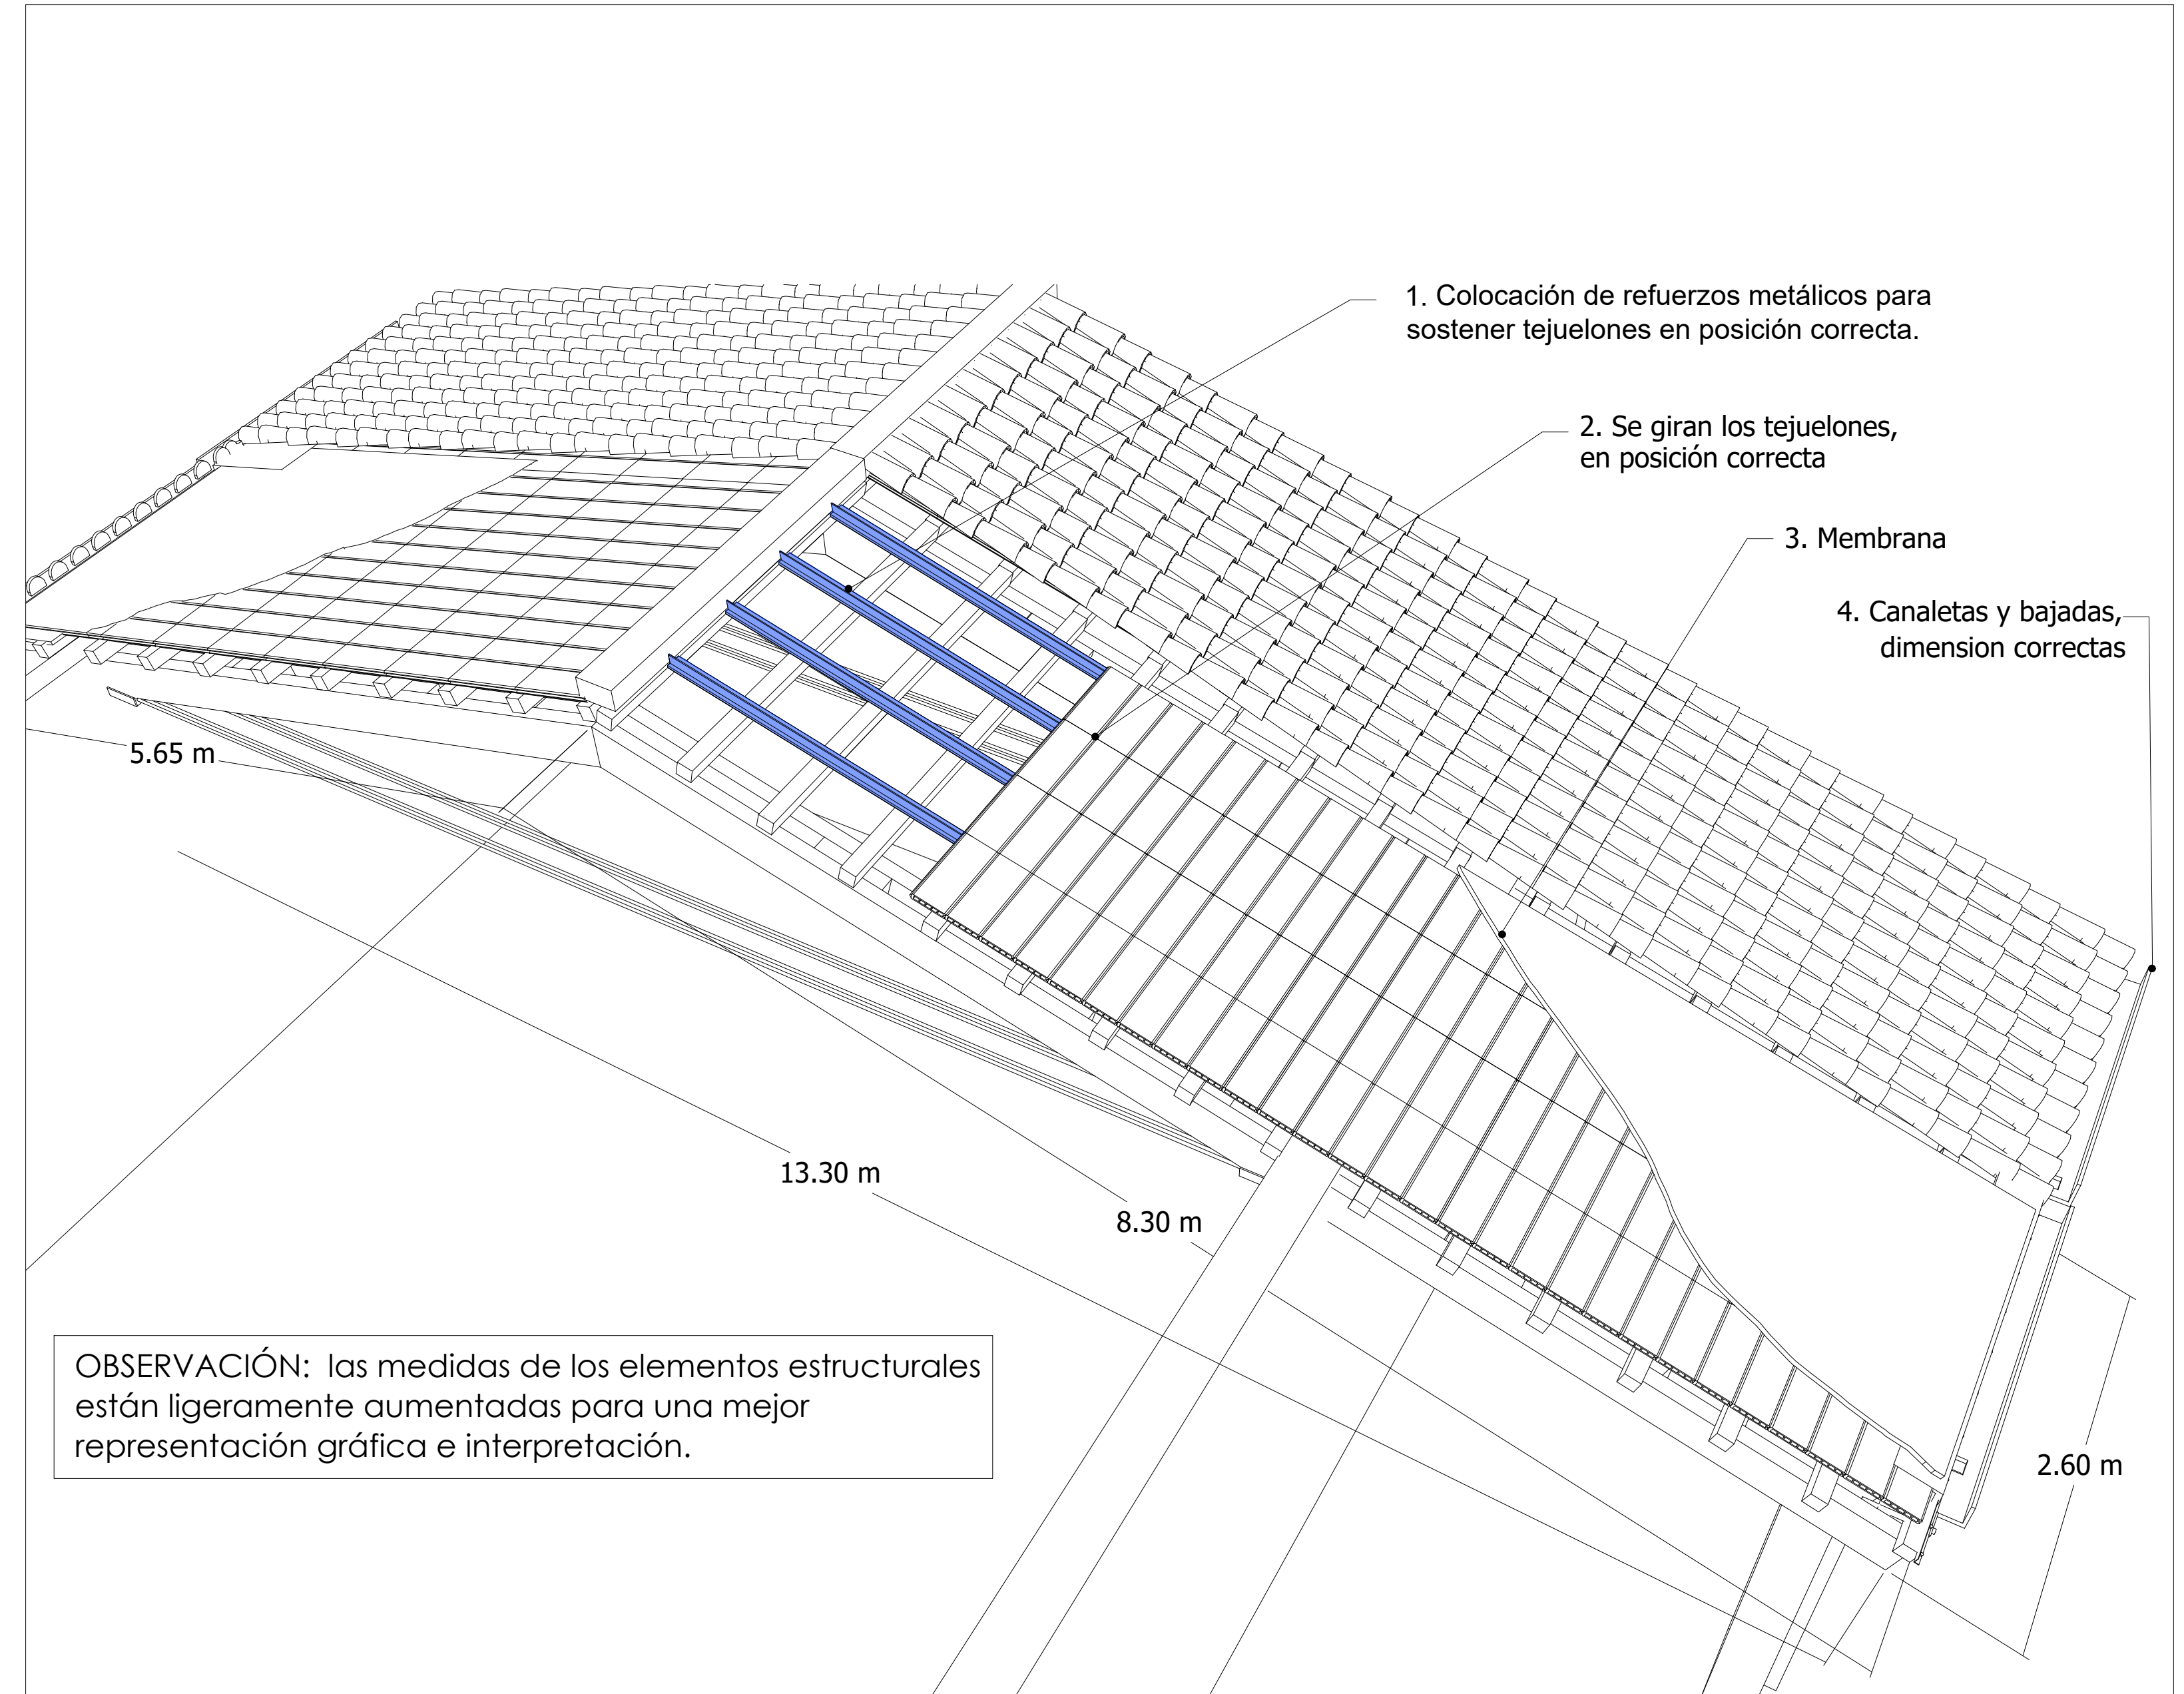 1. Colocación de refuerzos metálicos para
sostener tejuelones en posición correcta.
2. Se giran los tejuelones,
en posición correcta
3. Membrana
4. Canaletas y bajadas,
dimension correctas
5.65 m
13.30 m
8.30 m
2.60 m
OBSERVACIÓN: las medidas de los elementos estructurales
están ligeramente aumentadas para una mejor
representación gráfica e interpretación.